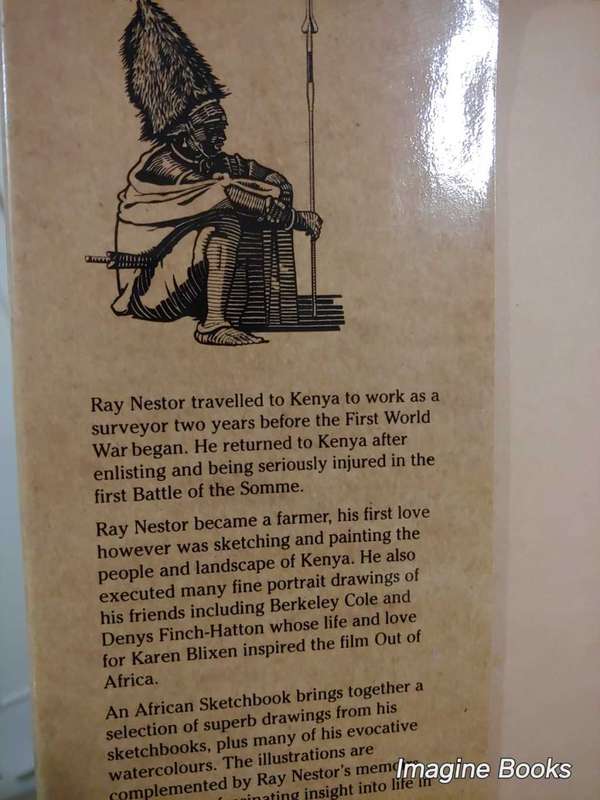 Ray Nestor travelled to Kenya to work as a
surveyor two years before the First World
War began. He returned to Kenya after
enlisting and being seriously injured in the
first Battle of the Somme.
Ray Nestor became a farmer, his first love
however was sketching and painting the
people and landscape of Kenya. He also
executed many fine portrait drawings of
his friends including Berkeley Cole and
Denys Finch-Hatton whose life and love
for Karen Blixen inspired the film Out of
Africa.
An African Sketchbook brings together a
selection of superb drawings from his
sketchbooks, plus many of his evocative
watercolours. The illustrations are
complemented by Ray Nestor's
insight into life in
Imagine Books